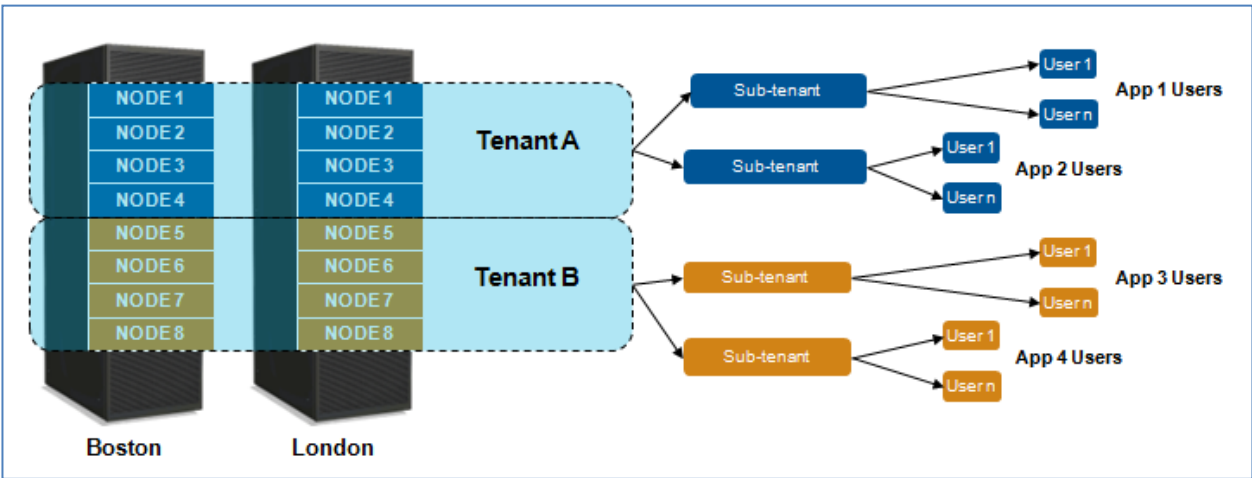 NODE 1
NODE 2
NODE 3
NODE 4
NODE 5
NODE 6
NODE 7
NODE 8
Boston
NODE 1
NODE 2
NODE 3
NODE 4
NODE 5
NODE 6
NODE 7
NODE 8
London
Tenant A
Sub-tenant
User 1
User n
App 1 Users
Sub-tenant
User 1
User n
App 2 Users
Tenant B
Sub-tenant
User 1
User n
App 3 Users
Sub-tenant
User 1
User n
App 4 Users